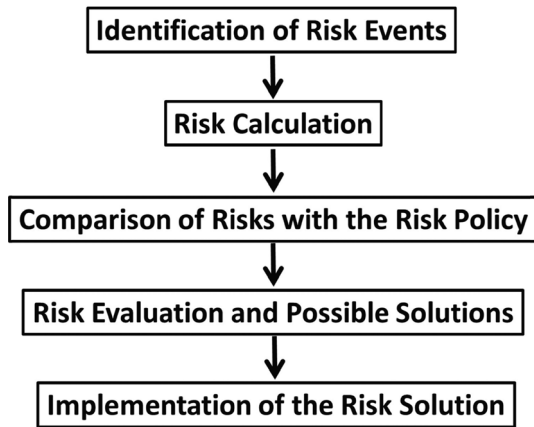 Identification of Risk Events
Risk Calculation
Comparison of Risks with the Risk Policy
Risk Evaluation and Possible Solutions
Implementation of the Risk Solution